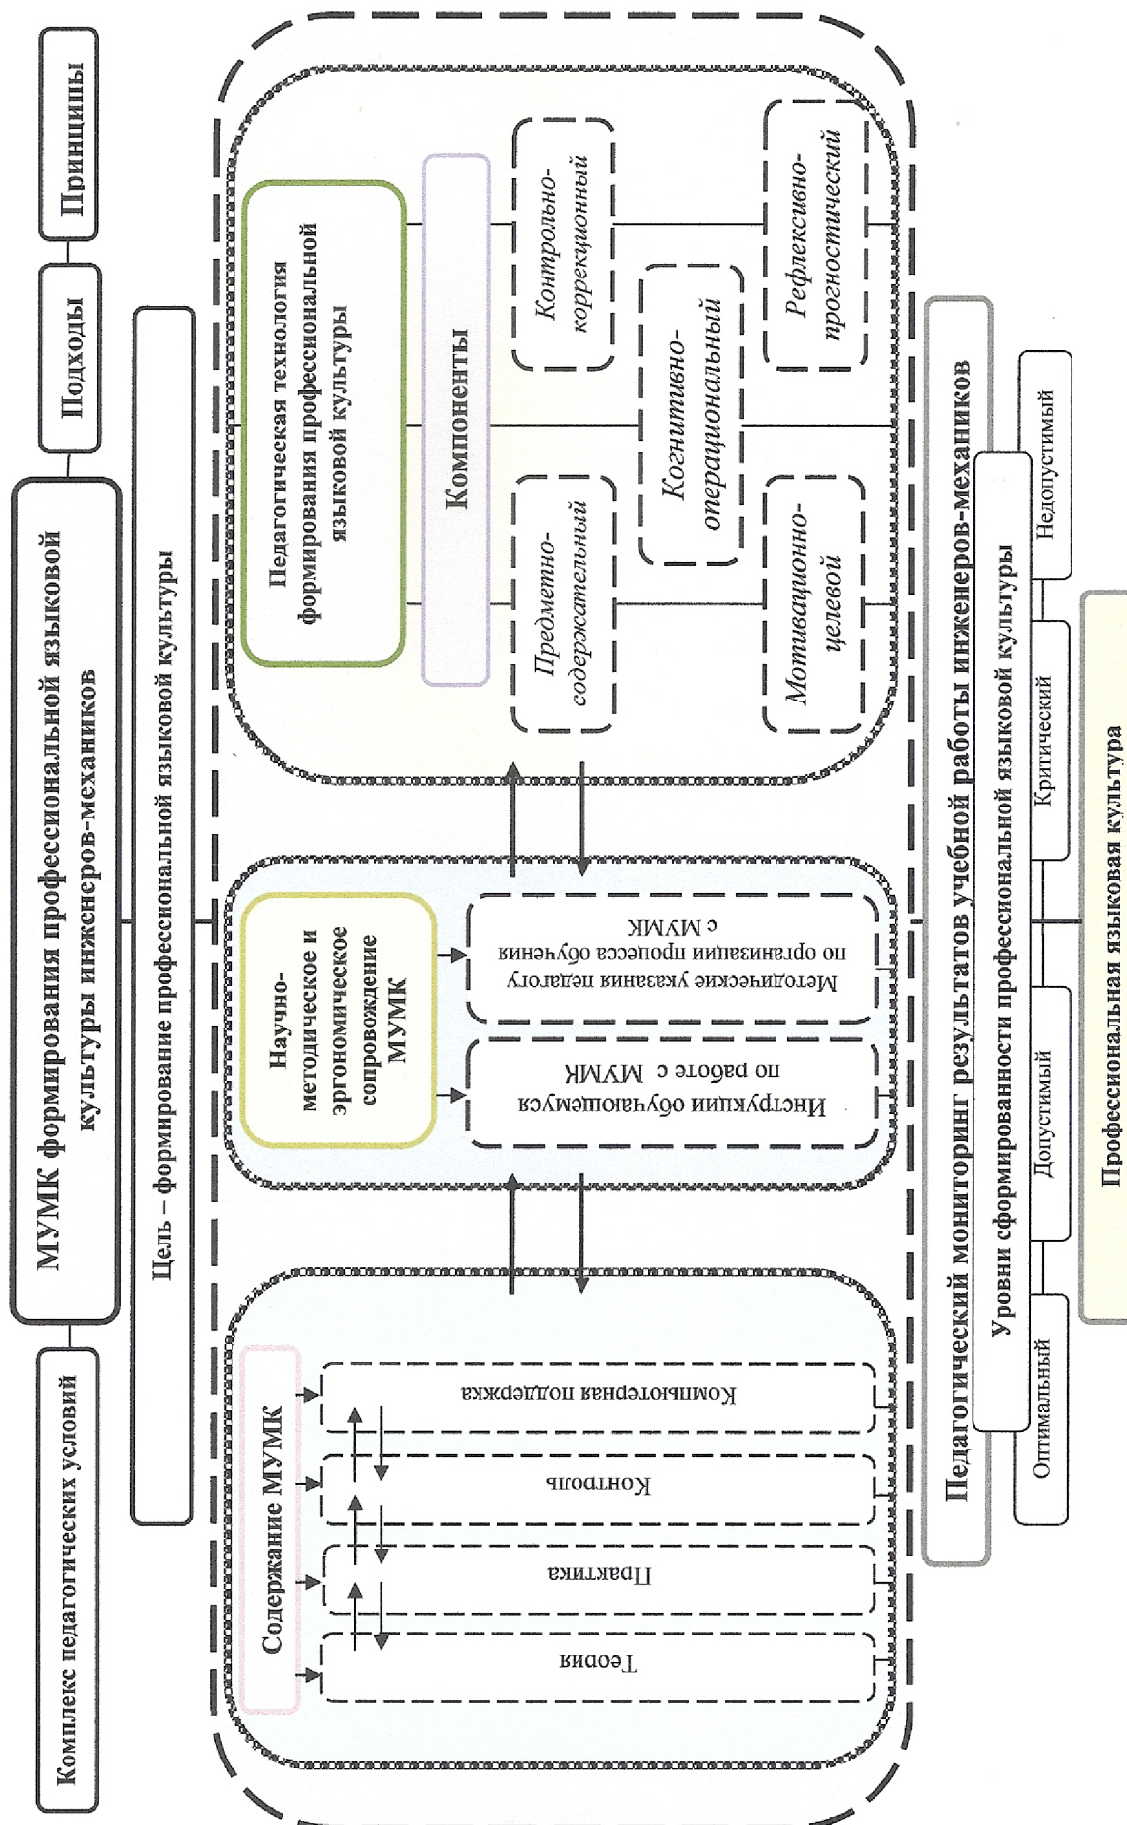 Комплекс педагогических условий
МУМК формирования профессиональной языковой
культуры инженеров-механиков
Подходы
Принципы
Цель – формирование профессиональной языковой культуры
Содержание МУМК
Теория
Практика
Контроль
Компьютерная поддержка
Научно-
методическое и
эргономическое
сопровождение
МУМК
Инструкции обучающемуся
по работе с МУМК
Методические указания педагогу
по организации процесса обучения
с МУМК
Педагогическая технология
формирования профессиональной
языковой культуры
Компоненты
Предметно-
содержательный
Контрольно-
коррекционный
Когнитивно-
операциональный
Мотивационно-
целевой
Рефлексивно-
прогностический
Педагогический мониторинг результатов учебной работы инженеров-механиков
Уровни сформированности профессиональной языковой культуры
Оптимальный
Допустимый
Критический
Недопустимый
Профессиональная языковая культура